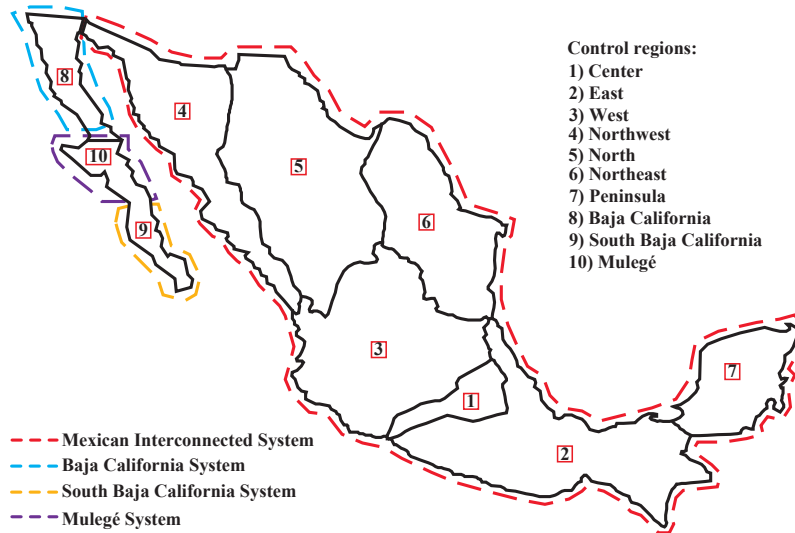 Control regions:
1) Center
2) East
3) West
4) Northwest
5) North
6) Northeast
7) Peninsula
8) Baja California
9) South Baja California
10) Mulegé
8
4
10
5
6
9
3
7
1
2
Mexican Interconnected System
Baja California System
South Baja California System
Mulegé System